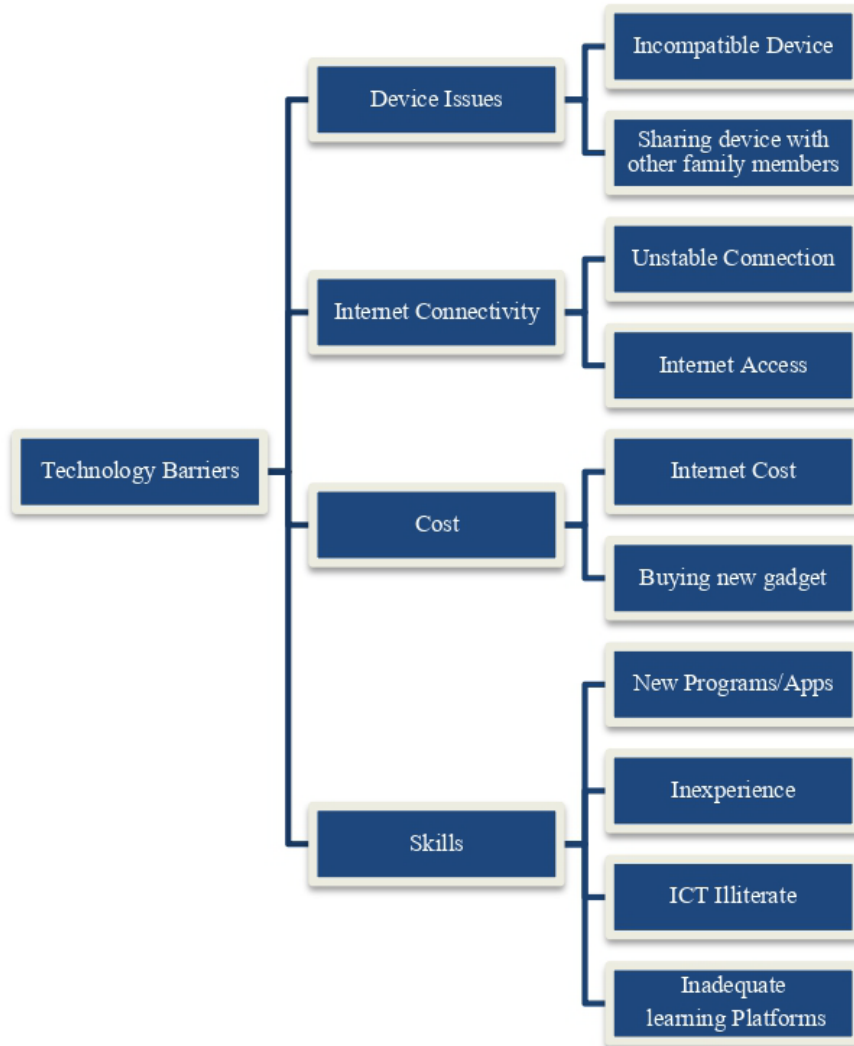 Technology Barriers
Device Issues
Incompatible Device
Sharing device with
other family members
Internet Connectivity
Unstable Connection
Internet Access
Cost
Internet Cost
Buying new gadget
Skills
New Programs/Apps
Inexperience
ICT Illiterate
Inadequate
learning Platforms